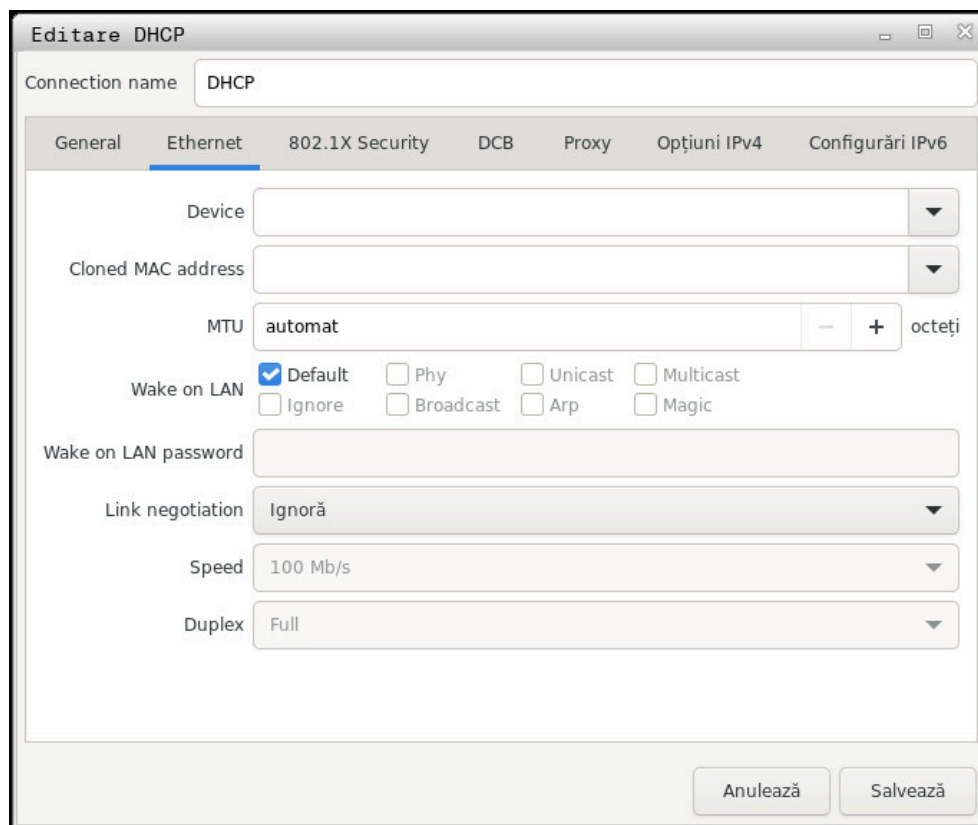 Editare DHCP
Connection name DHCP
General Ethernet 802.1X Security DCB Proxy Opțiuni IPv4 Configurări IPv6
Device
Cloned MAC address
MTU automat − + octeți
Wake on LAN Default Phy Unicast Multicast
Ignore Broadcast Arp Magic
Wake on LAN password
Link negotiation Ignoră
Speed 100 Mb/s
Duplex Full
Anulează Salvează